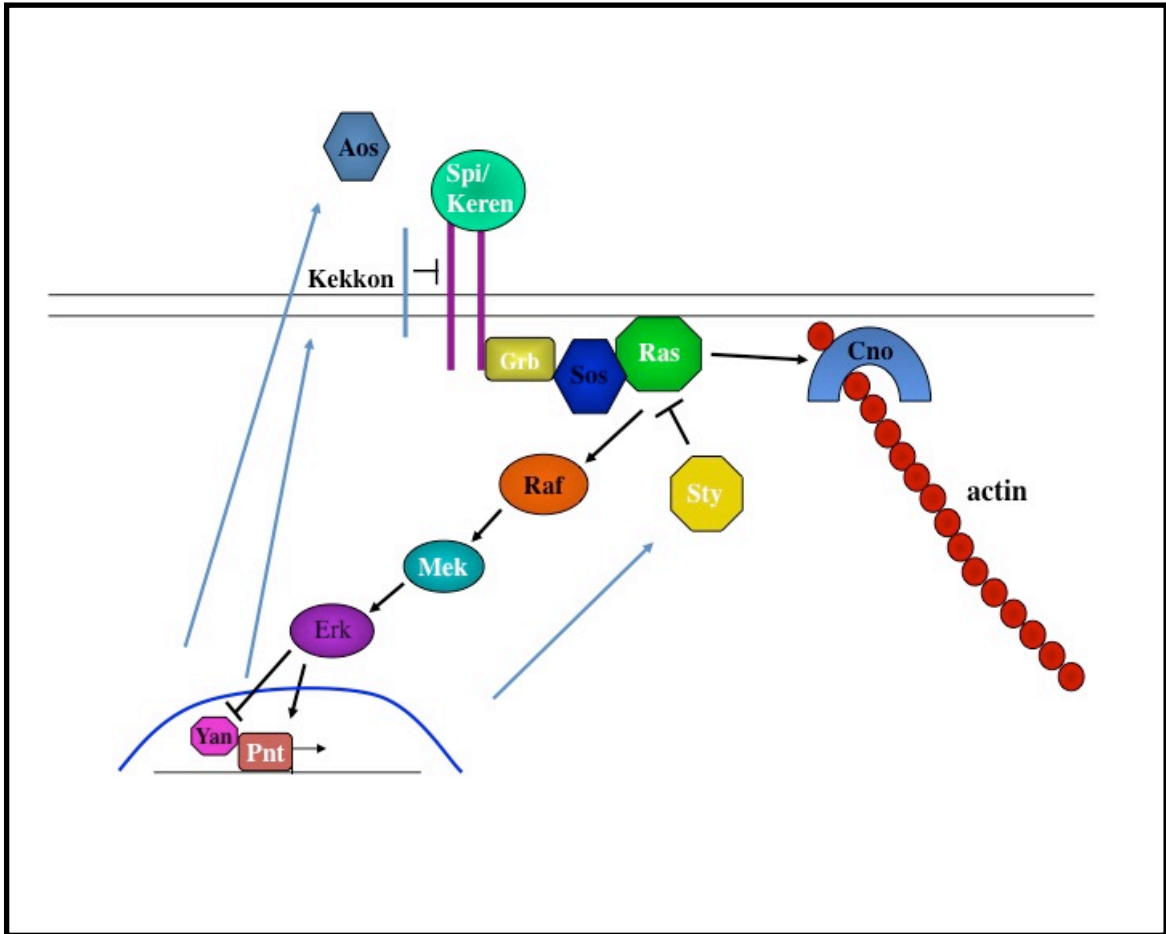 Aos
Spi/
Keren
Kekkon
Grb
Sos
Ras
Cno
Raf
Sty
actin
Mek
Erk
Yan
Pnt